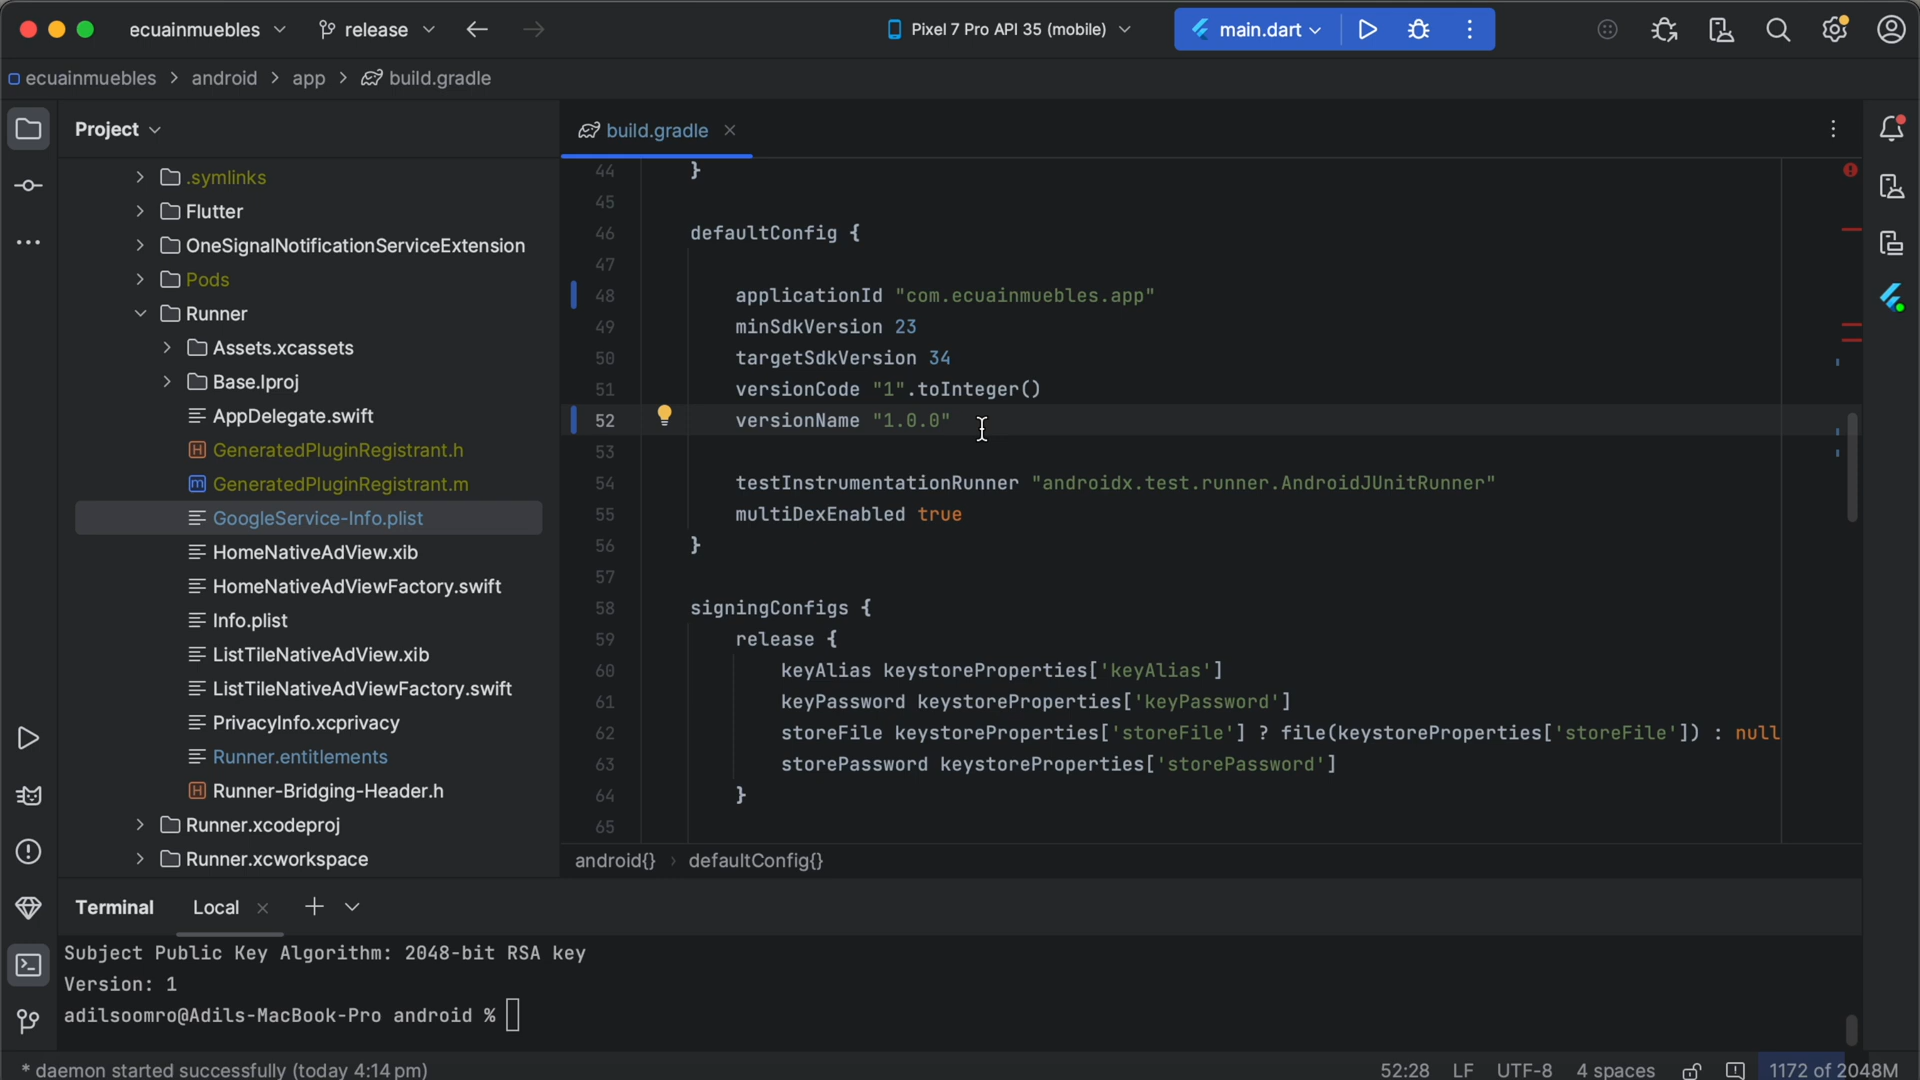 ecuainmuebles
release
Pixel 7 Pro API 35 (mobile)
main.dart
ecuainmuebles > android > app > build.gradle
Project
build.gradle
.symlinks
Flutter
OneSignalNotificationServiceExtension
Pods
Runner
Assets.xcassets
Base.lproj
AppDelegate.swift
GeneratedPluginRegistrant.h
GeneratedPluginRegistrant.m
GoogleService-Info.plist
HomeNativeAdView.xib
HomeNativeAdViewFactory.swift
Info.plist
ListTileNativeAdView.xib
ListTileNativeAdViewFactory.swift
PrivacyInfo.xcprivacy
Runner.entitlements
Runner-Bridging-Header.h
Runner.xcodeproj
Runner.xcworkspace
44 }
45
46 defaultConfig {
47
48 applicationId "com.ecuainmuebles.app"
49 minSdkVersion 23
50 targetSdkVersion 34
51 versionCode "1".toInteger()
52 versionName "1.0.0"
53
54 testInstrumentationRunner "androidx.test.runner.AndroidJUnitRunner"
55 multiDexEnabled true
56 }
57
58 signingConfigs {
59 release {
60 keyAlias keystoreProperties['keyAlias']
61 keyPassword keystoreProperties['keyPassword']
62 storeFile keystoreProperties['storeFile'] ? file(keystoreProperties['storeFile']) : null
63 storePassword keystoreProperties['storePassword']
64 }
65
android{} > defaultConfig{}
Terminal
Local
Subject Public Key Algorithm: 2048-bit RSA key
Version: 1
adilsoomro@Adils-MacBook-Pro android %
* daemon started successfully (today 4:14 pm)
52:28 LF UTF-8 4 spaces 1172 of 2048M